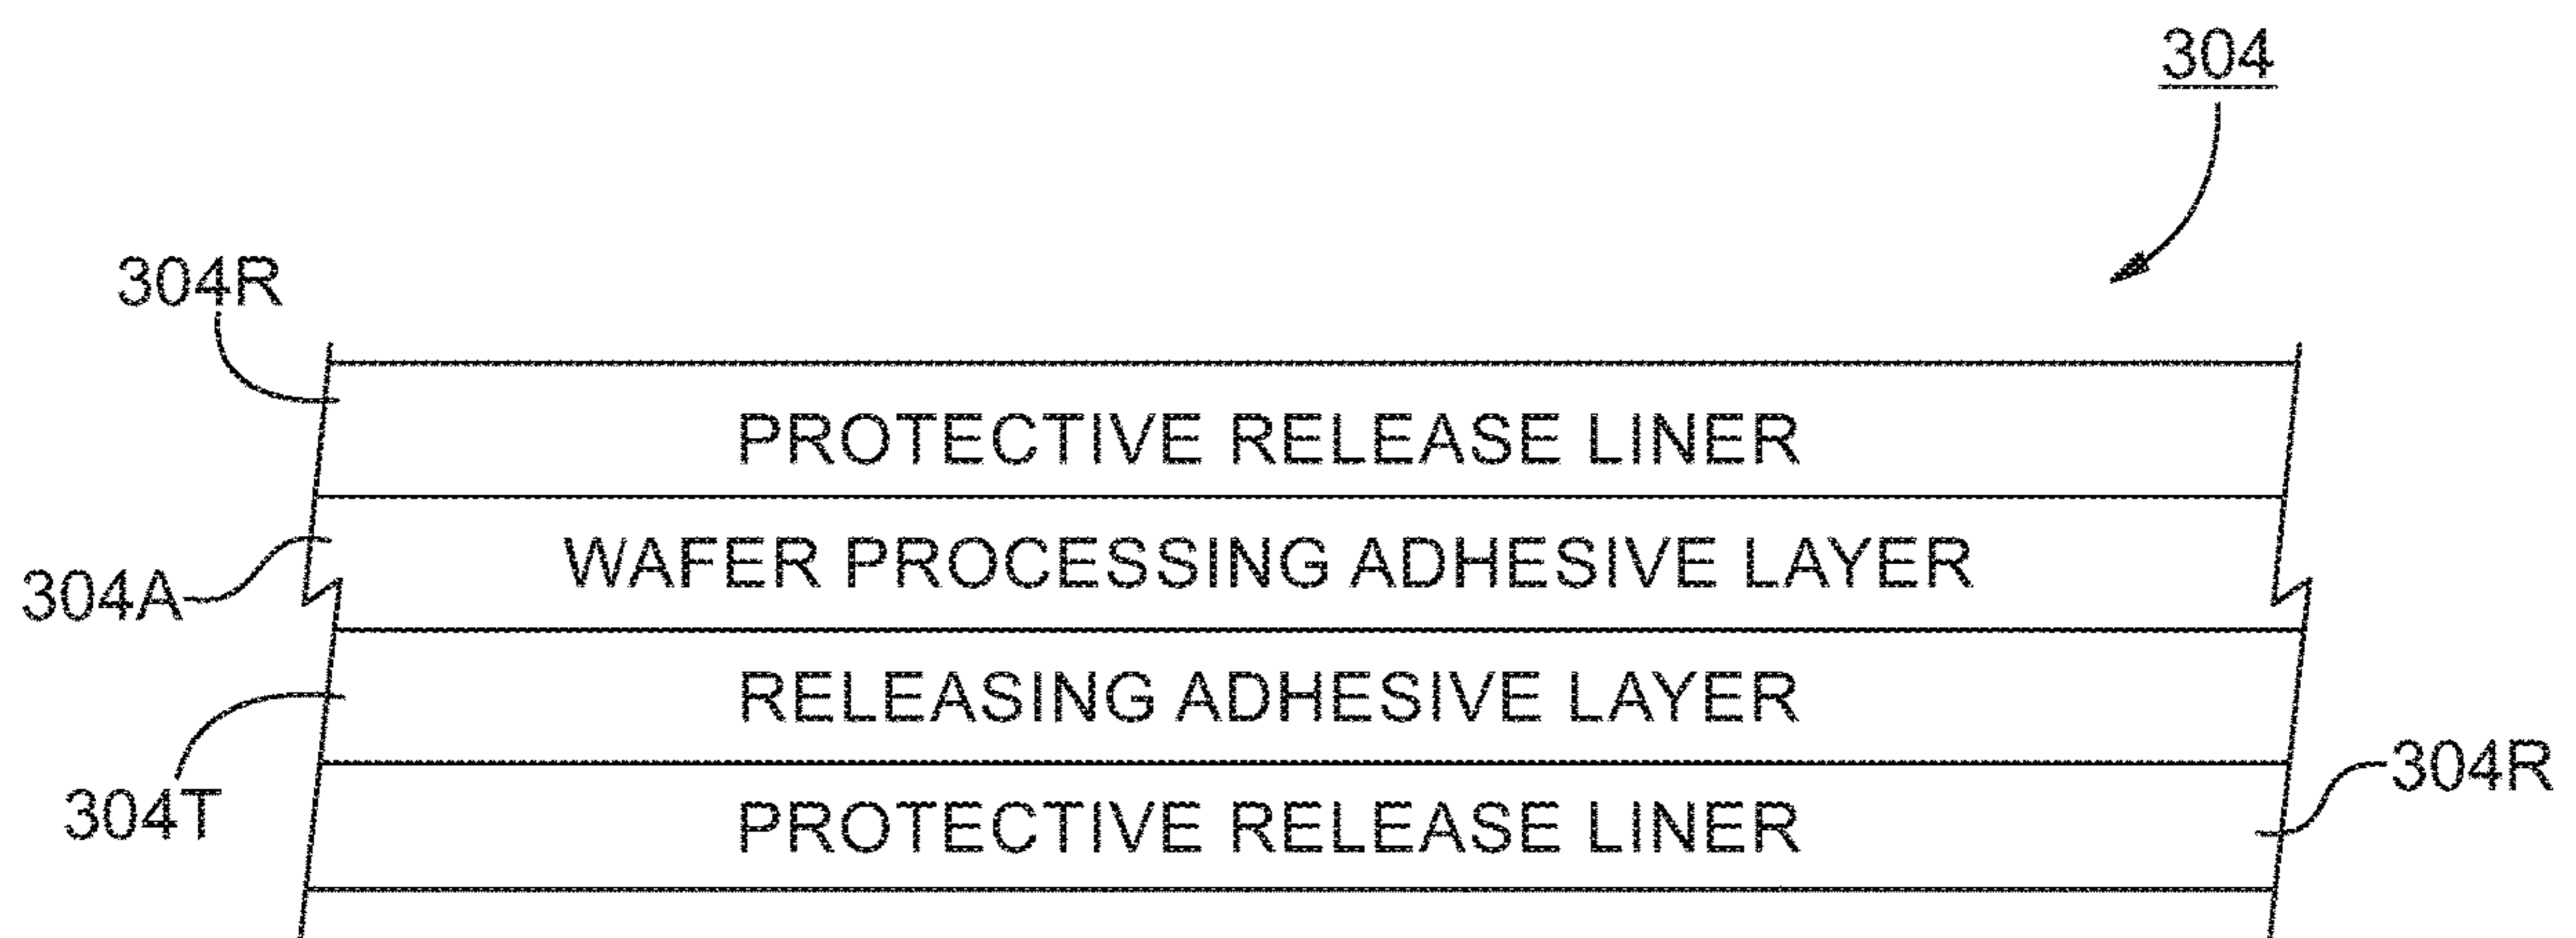 304
304R
PROTECTIVE RELEASE LINER
WAFER PROCESSING ADHESIVE LAYER
304A
RELEASING ADHESIVE LAYER
304R
304T
PROTECTIVE RELEASE LINER